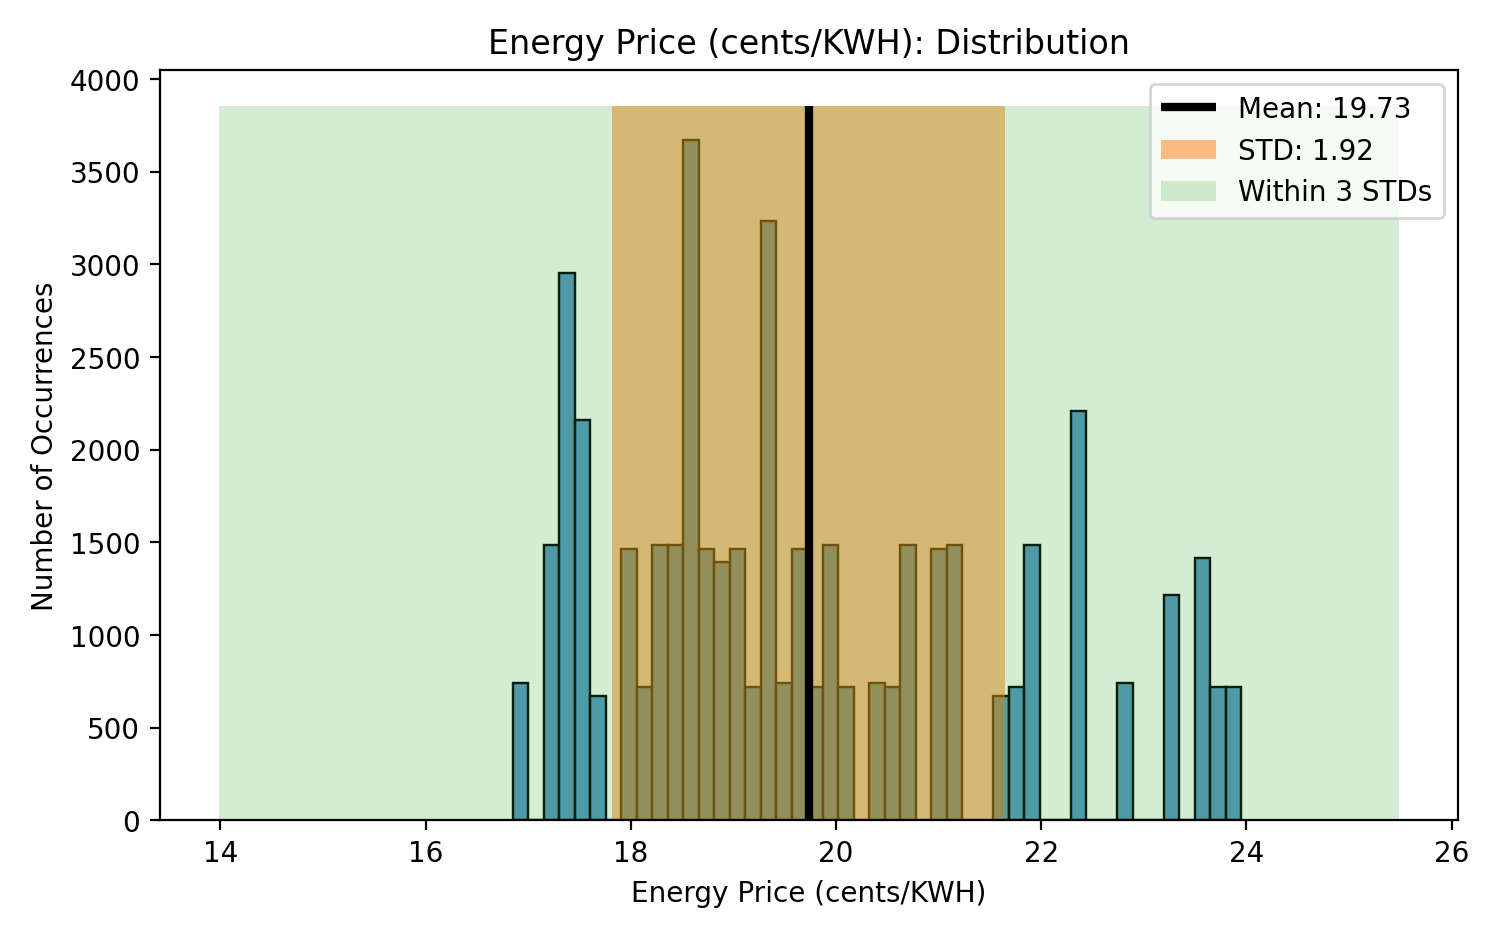 Energy Price (cents/KWH): Distribution
Mean: 19.73
STD: 1.92
Within 3 STDs
Number of Occurrences
4000
3500
3000
2500
2000
1500
1000
500
0
14 16 18 20 22 24 26
Energy Price (cents/KWH)